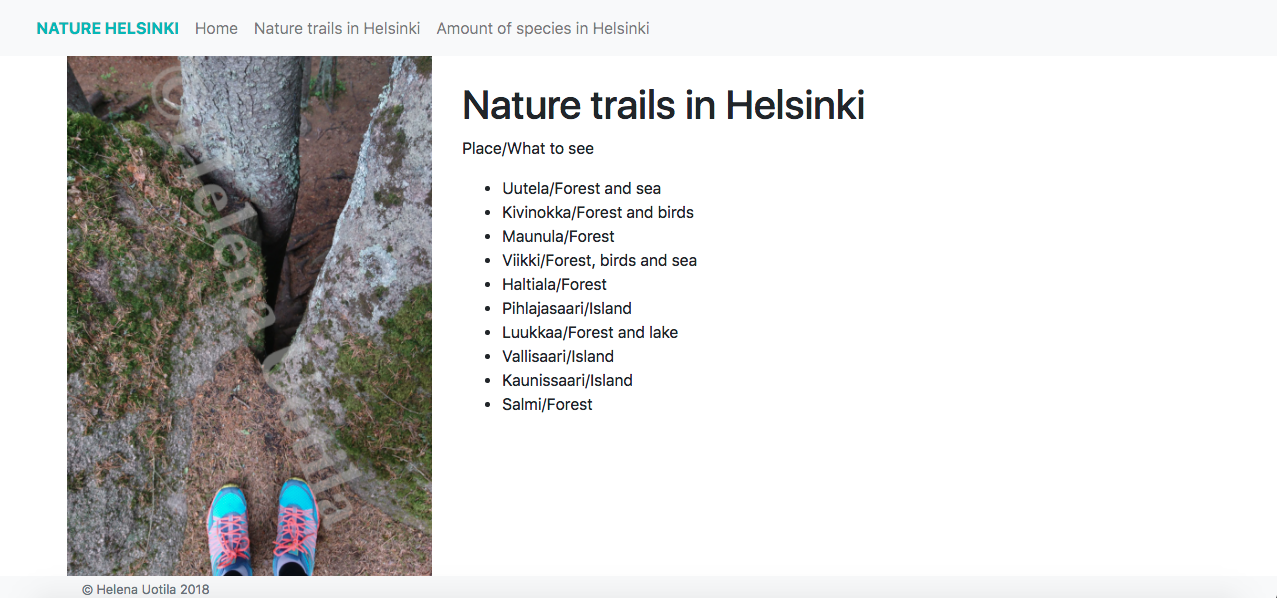 NATURE HELSINKI Home Nature trails in Helsinki Amount of species in Helsinki
© Helena Uotila
Nature trails in Helsinki
Place/What to see
Uutela/Forest and sea
Kivinokka/Forest and birds
Maunula/Forest
Viikki/Forest, birds and sea
Haltiala/Forest
Pihlajasaari/Island
Luukkaa/Forest and lake
Vallisaari/Island
Kaunissaari/Island
Salmi/Forest
© Helena Uotila 2018